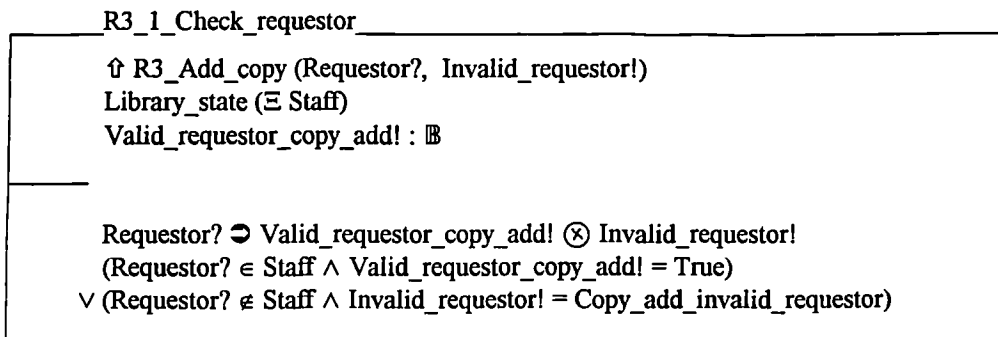 R3_1_Check_requestor
⇧ R3_Add_copy (Requestor?, Invalid_requestor!)
Library_state (Ξ Staff)
Valid_requestor_copy_add! : 𝔹
Requestor? ⊃ Valid_requestor_copy_add! ⊗ Invalid_requestor!
(Requestor? ∈ Staff ∧ Valid_requestor_copy_add! = True)
∨ (Requestor? ∉ Staff ∧ Invalid_requestor! = Copy_add_invalid_requestor)